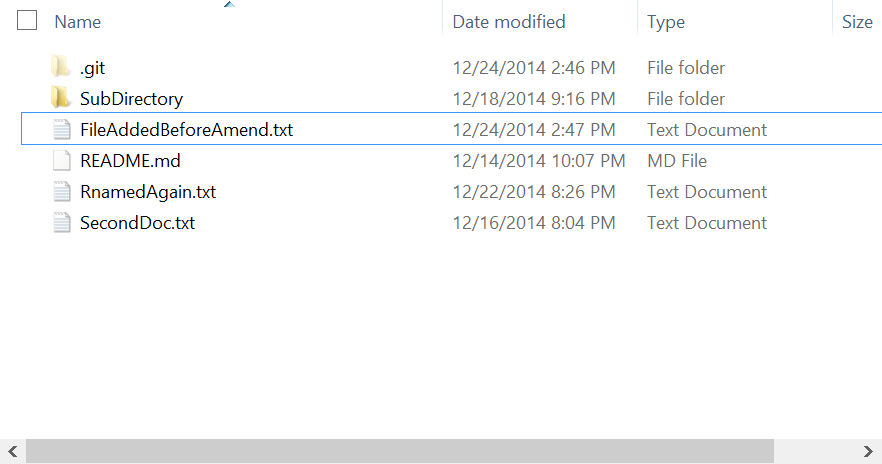 Name Date modified Type Size
.git 12/24/2014 2:46 PM File folder
SubDirectory 12/18/2014 9:16 PM File folder
FileAddedBeforeAmend.txt 12/24/2014 2:47 PM Text Document
README.md 12/14/2014 10:07 PM MD File
RnamedAgain.txt 12/22/2014 8:26 PM Text Document
SecondDoc.txt 12/16/2014 8:04 PM Text Document